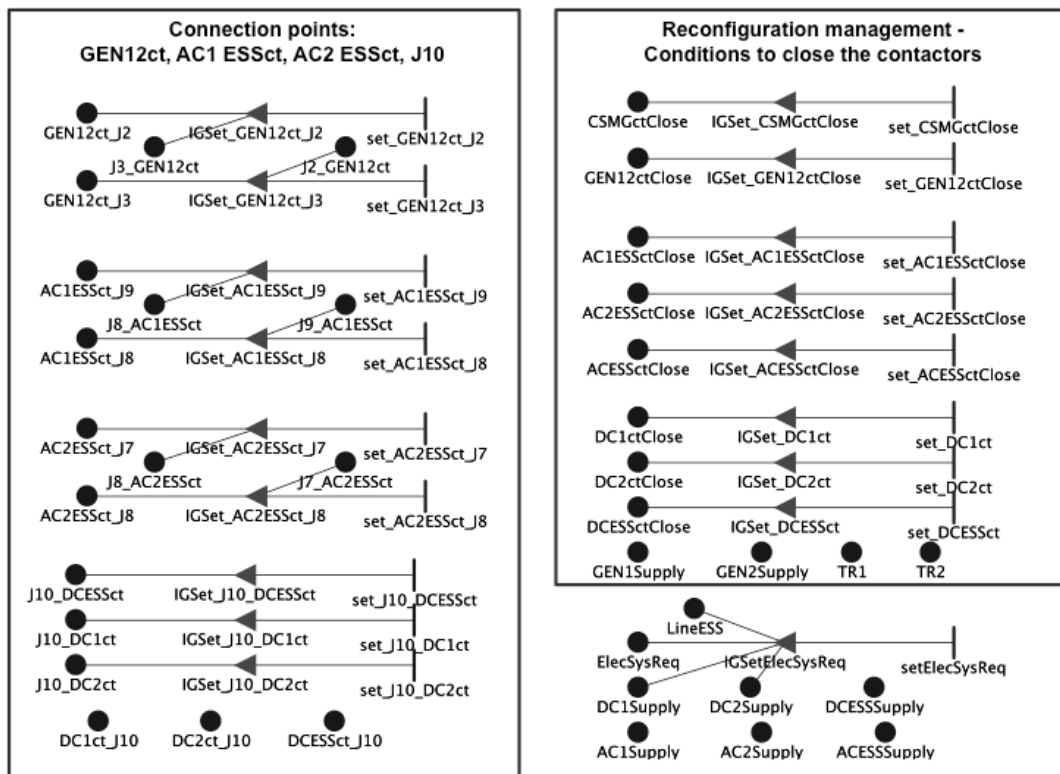 Connection points:
GEN12ct, AC1 ESSct, AC2 ESSct, J10
GEN12ct_J2
IGSet_GEN12ct_J2
set_GEN12ct_J2
J3_GEN12ct
J2_GEN12ct
GEN12ct_J3
IGSet_GEN12ct_J3
set_GEN12ct_J3
AC1ESSct_J9
IGSet_AC1ESSct_J9
set_AC1ESSct_J9
J8_AC1ESSct
J9_AC1ESSct
AC1ESSct_J8
IGSet_AC1ESSct_J8
set_AC1ESSct_J8
AC2ESSct_J7
IGSet_AC2ESSct_J7
set_AC2ESSct_J7
J8_AC2ESSct
J7_AC2ESSct
AC2ESSct_J8
IGSet_AC2ESSct_J8
set_AC2ESSct_J8
J10_DCESSct
IGSet_J10_DCESSct
set_J10_DCESSct
J10_DC1ct
IGSet_J10_DC1ct
set_J10_DC1ct
J10_DC2ct
IGSet_J10_DC2ct
set_J10_DC2ct
DC1ct_J10
DC2ct_J10
DCESSct_J10
Reconfiguration management -
Conditions to close the contactors
CSMGctClose
IGSet_CSMGctClose
set_CSMGctClose
GEN12ctClose
IGSet_GEN12ctClose
set_GEN12ctClose
AC1ESSctClose
IGSet_AC1ESSctClose
set_AC1ESSctClose
AC2ESSctClose
IGSet_AC2ESSctClose
set_AC2ESSctClose
ACESSctClose
IGSet_ACESSctClose
set_ACESSctClose
DC1ctClose
IGSet_DC1ct
set_DC1ct
DC2ctClose
IGSet_DC2ct
set_DC2ct
DCESSctClose
IGSet_DCESSct
set_DCESSct
GEN1Supply
GEN2Supply
TR1
TR2
LineESS
ElecSysReq
IGSetElecSysReq
setElecSysReq
DC1Supply
DC2Supply
DCESSSupply
AC1Supply
AC2Supply
ACESSSupply